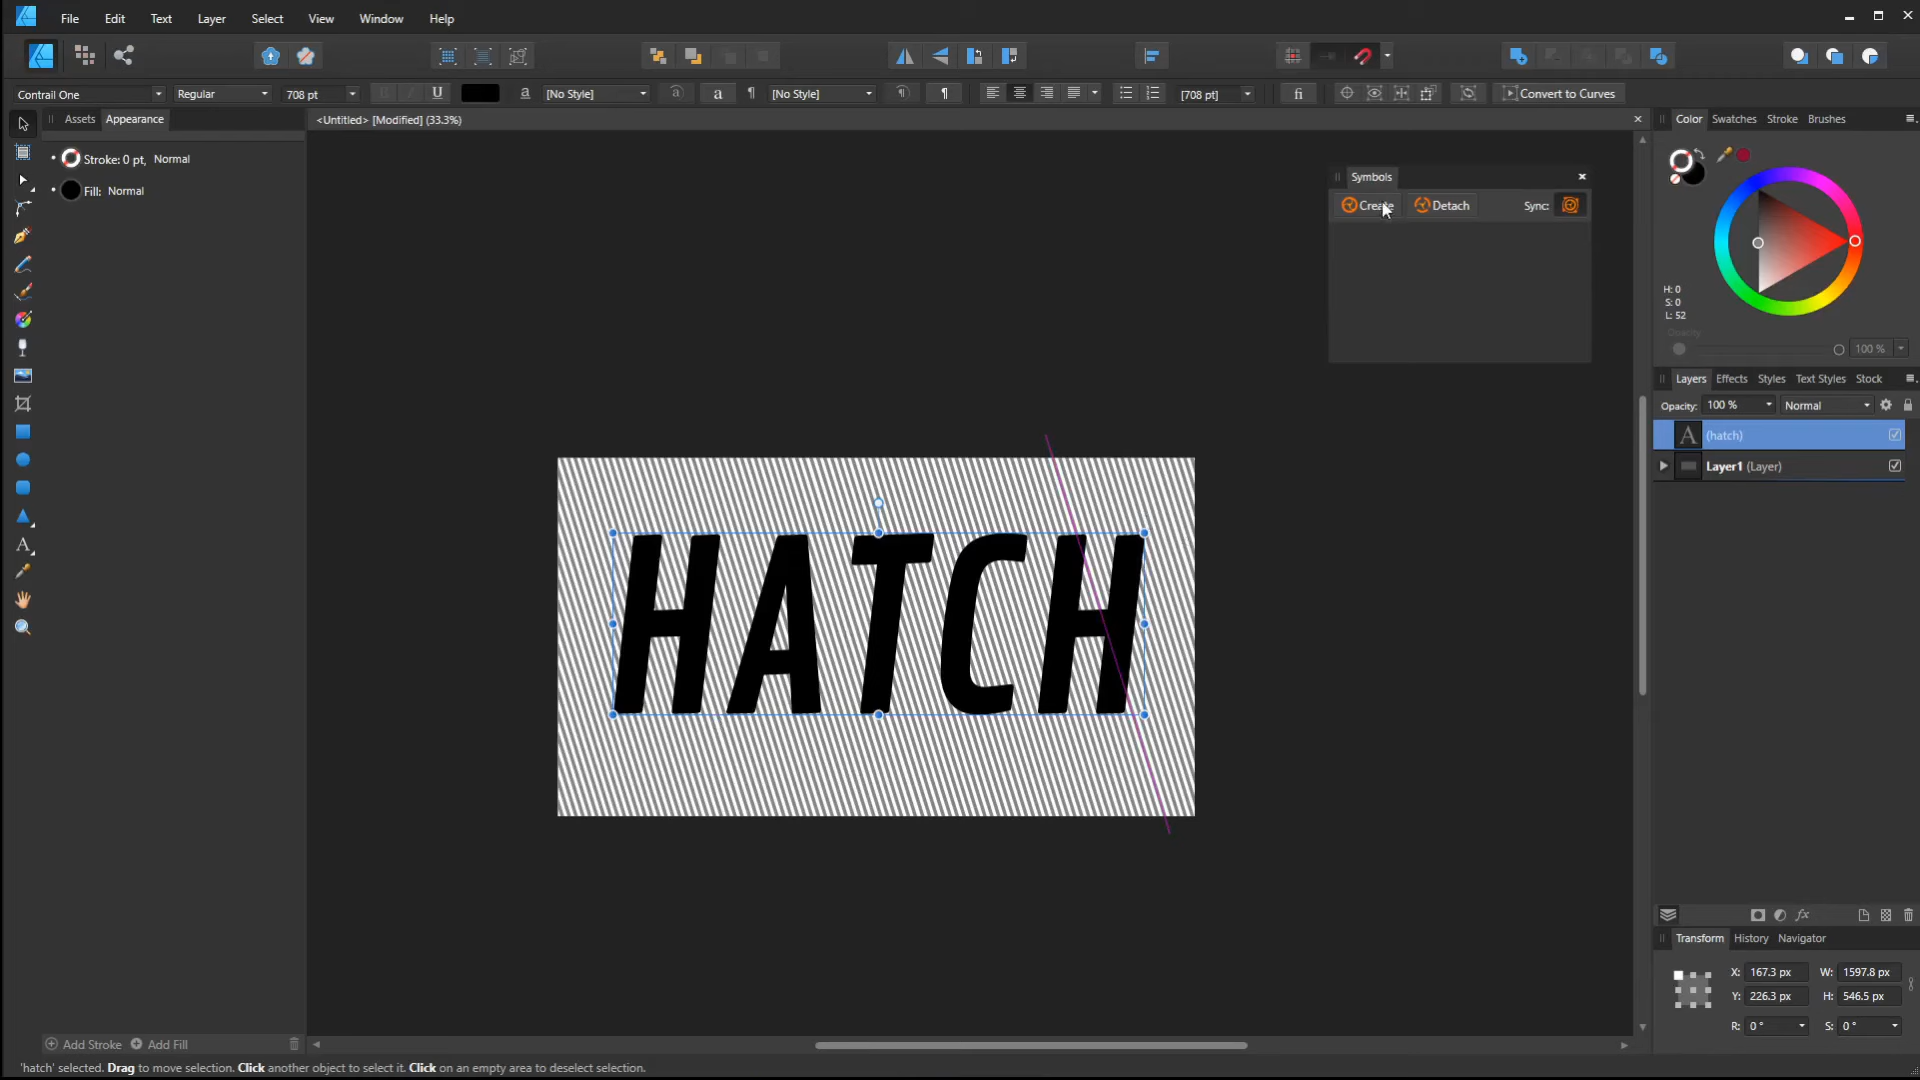 File Edit Text Layer Select View Window Help
Contrail One Regular 708 pt B I U a [No Style] a ¶ [No Style] ¶ [708 pt] fi Convert to Curves
Assets Appearance
<Untitled> [Modified] (33.3%)
Color Swatches Stroke Brushes
Stroke: 0 pt, Normal
Fill: Normal
Symbols
Create Detach Sync:
H: 0
S: 0
L: 52
Opacity
100 %
Layers Effects Styles Text Styles Stock
Opacity: 100 % Normal
A (hatch)
Layer1 (Layer)
HATCH
fx
Transform History Navigator
X: 167.3 px W: 1597.8 px
Y: 226.3 px H: 546.5 px
R: 0 ° S: 0 °
Add Stroke Add Fill
'hatch' selected. Drag to move selection. Click another object to select it. Click on an empty area to deselect selection.